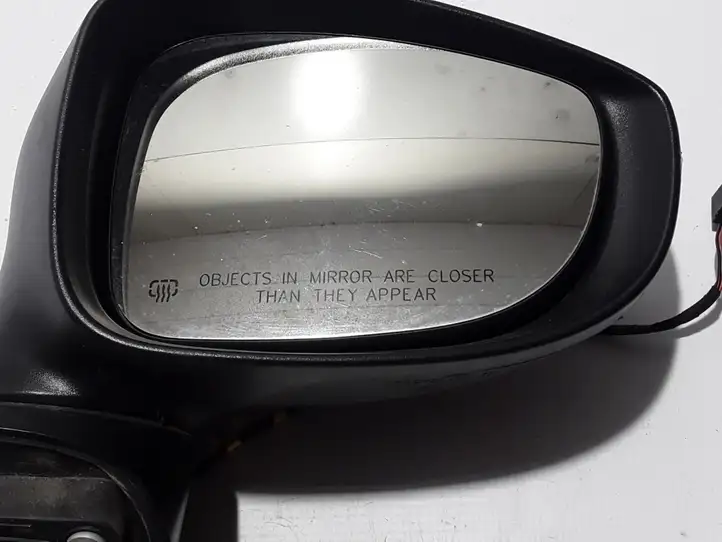 OBJECTS IN MIRROR ARE CLOSER
THAN THEY APPEAR